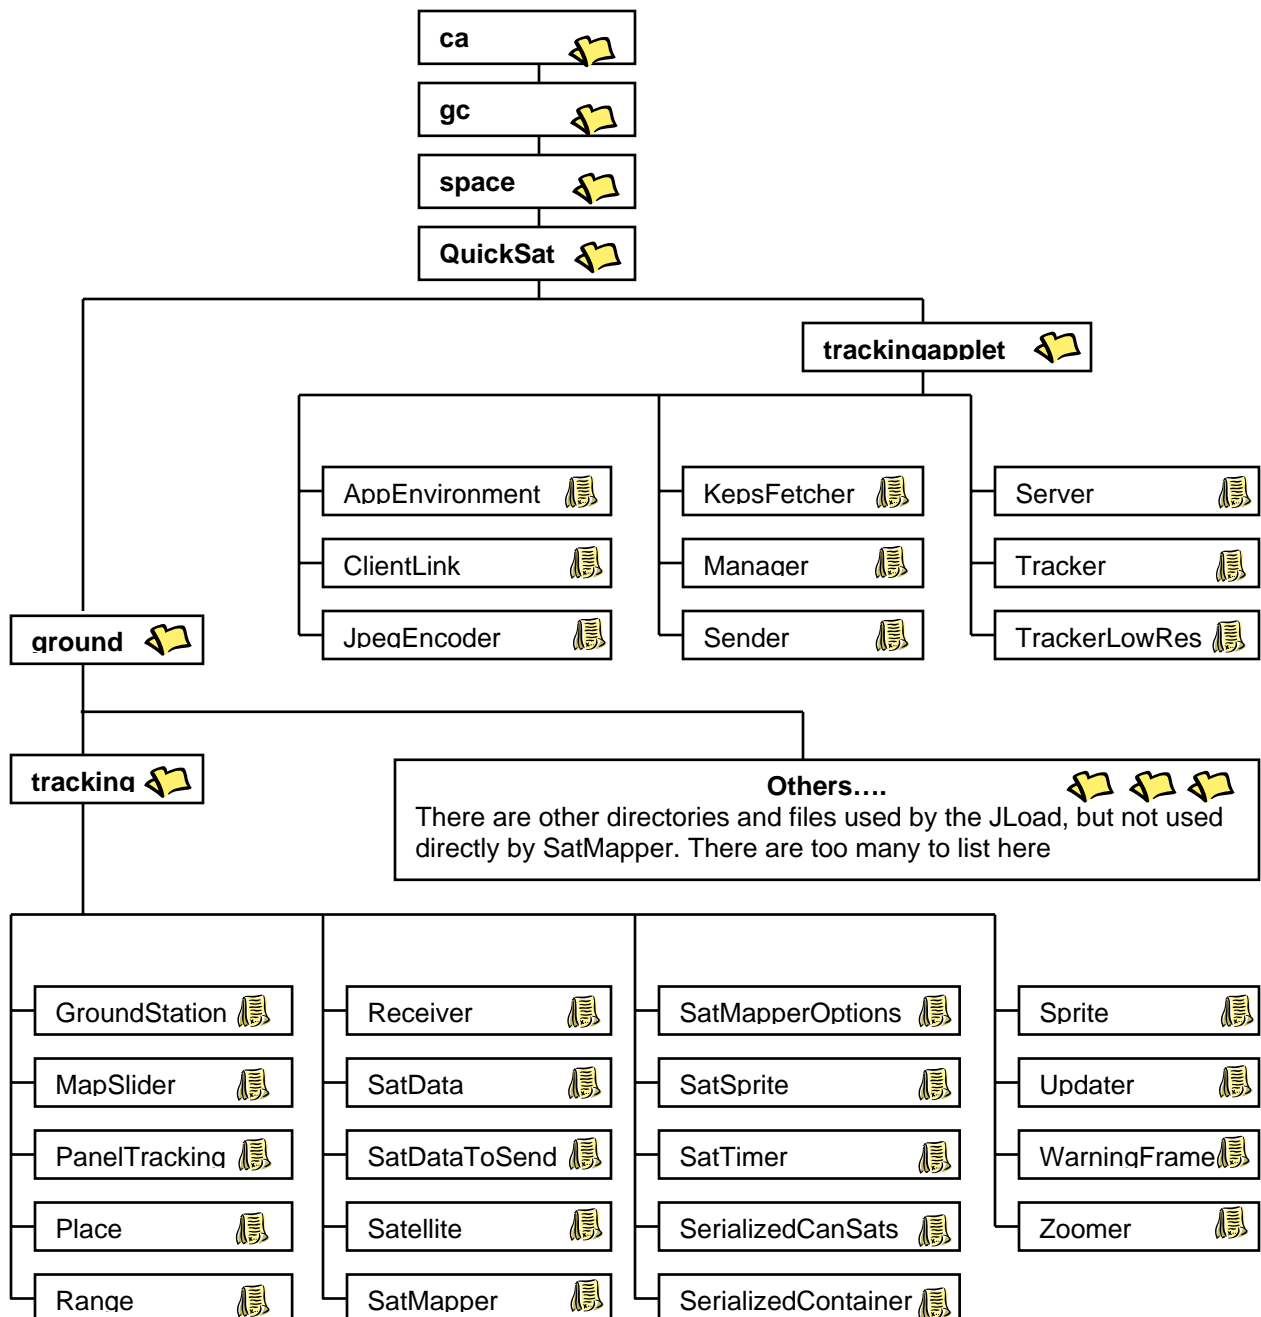 ca
gc
space
QuickSat
trackingapplet
AppEnvironment
KepsFetcher
Server
ClientLink
Manager
Tracker
JpegEncoder
Sender
TrackerLowRes
ground
tracking
Others....
There are other directories and files used by the JLoad, but not used
directly by SatMapper. There are too many to list here
GroundStation
Receiver
SatMapperOptions
Sprite
MapSlider
SatData
SatSprite
Updater
PanelTracking
SatDataToSend
SatTimer
WarningFrame
Place
Satellite
SerializedCanSats
Zoomer
Range
SatMapper
SerializedContainer